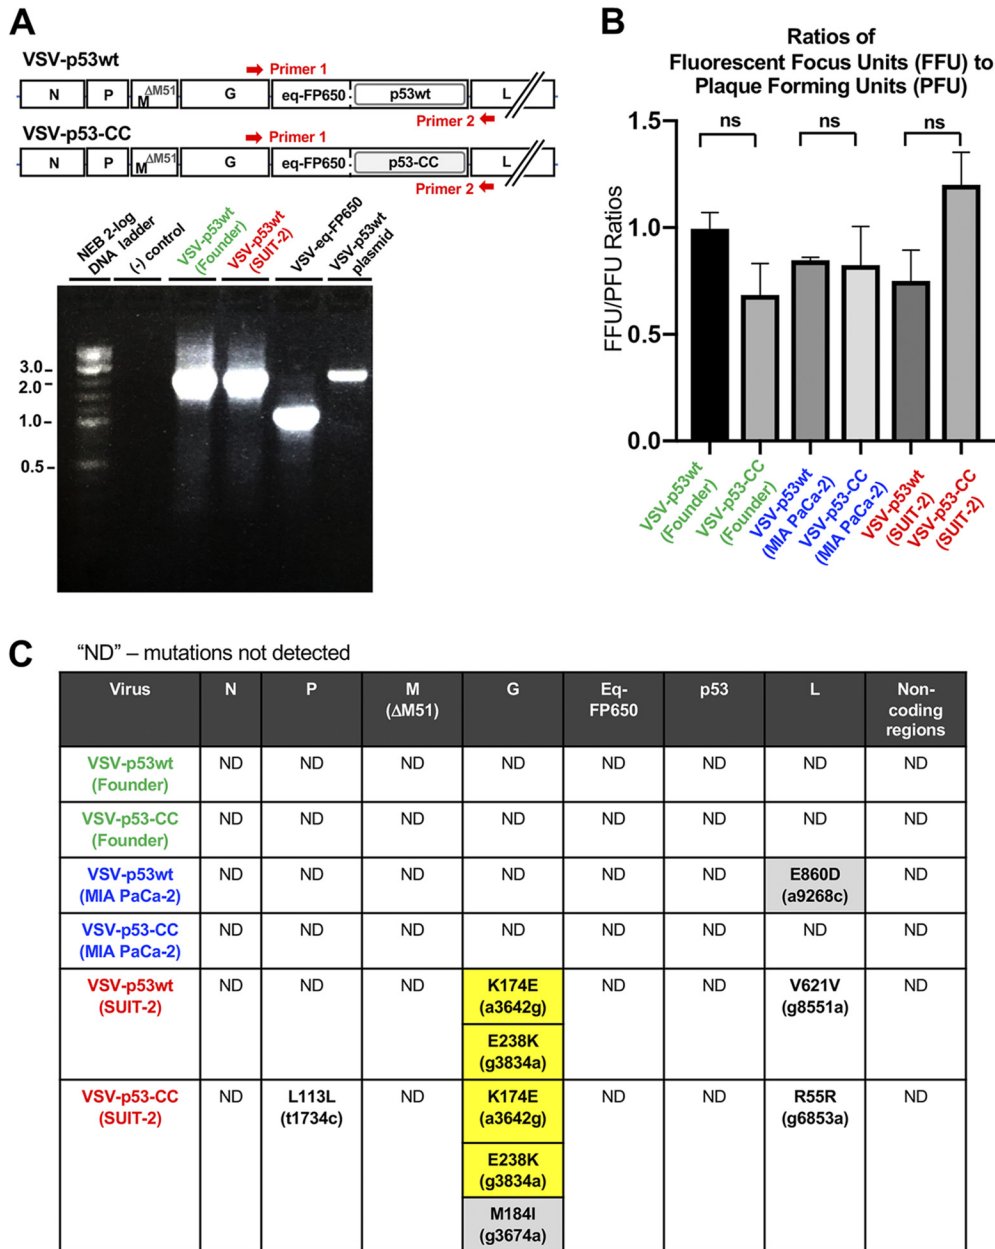 A
VSV-p53wt
N P M ΔM51 G eq-FP650 p53wt L
Primer 1
Primer 2
VSV-p53-CC
N P M ΔM51 G eq-FP650 p53-CC L
Primer 1
Primer 2
NEB 2-log
DNA ladder
(-) control
VSV-p53wt
(Founder)
VSV-p53wt
(SUIT-2)
VSV-eq-FP650
VSV-p53wt
plasmid
3.0
2.0
1.0
0.5
B
Ratios of
Fluorescent Focus Units (FFU) to
Plaque Forming Units (PFU)
FFU/PFU Ratios
1.5
1.0
0.5
0.0
ns ns ns
VSV-p53wt
(Founder)
VSV-p53-CC
(Founder)
VSV-p53wt
(MIA PaCa-2)
VSV-p53-CC
(MIA PaCa-2)
VSV-p53wt
(SUIT-2)
VSV-p53-CC
(SUIT-2)
C
“ND” – mutations not detected
Virus N P M G Eq- p53 L Non-
(ΔM51) FP650 coding
regions
VSV-p53wt ND ND ND ND ND ND ND ND
(Founder)
VSV-p53-CC ND ND ND ND ND ND ND ND
(Founder)
VSV-p53wt ND ND ND ND ND ND E860D ND
(MIA PaCa-2) (a9268c)
VSV-p53-CC ND ND ND ND ND ND ND ND
(MIA PaCa-2)
VSV-p53wt ND ND ND K174E ND ND V621V ND
(SUIT-2) (a3642g) (g8551a)
E238K
(g3834a)
VSV-p53-CC ND L113L ND K174E ND ND R55R ND
(SUIT-2) (t1734c) (a3642g) (g6853a)
E238K
(g3834a)
M184I
(g3674a)